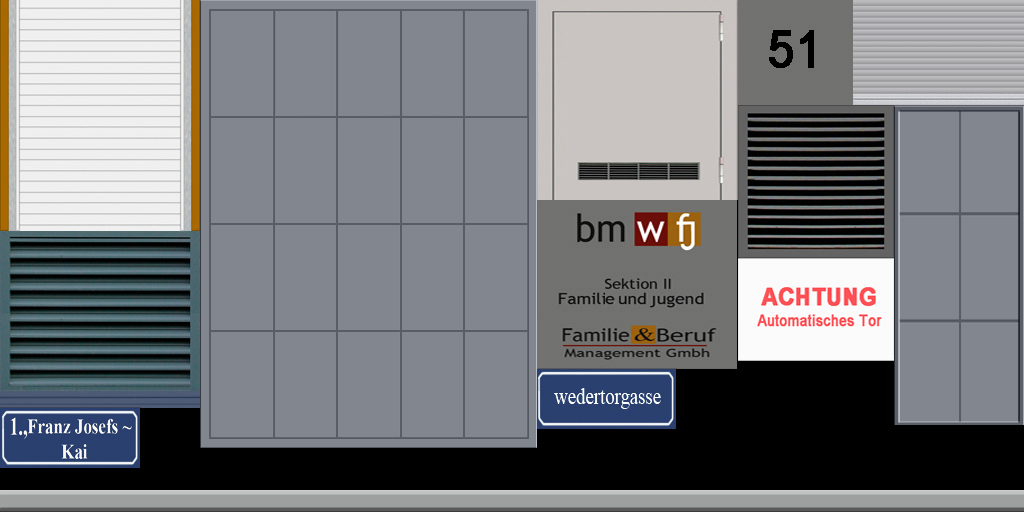 51
bm wfj
Sektion II
Familie und Jugend
Familie & Beruf
Management Gmbh
ACHTUNG
Automatisches Tor
wedertorgasse
1.,Franz Josefs ~
Kai